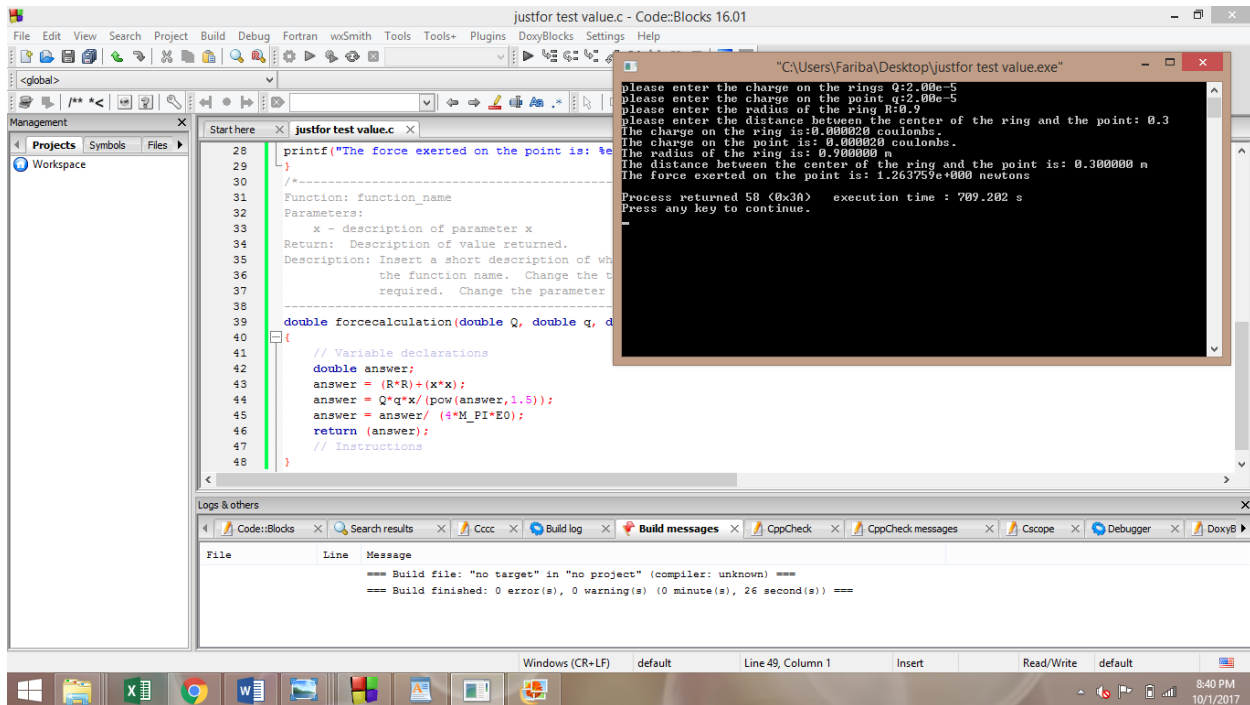 justfor test value.c - Code::Blocks 16.01
File Edit View Search Project Build Debug Fortran wxSmith Tools Tools+ Plugins DoxyBlocks Settings Help
<global>
/** *<
Management
Projects Symbols Files
Workspace
Start here
justfor test value.c
28 printf("The force exerted on the point is: %e
29 }
30 /*------------------------------------------
31 Function: function_name
32 Parameters:
33 x - description of parameter x
34 Return: Description of value returned.
35 Description: Insert a short description of wh
36 the function name. Change the t
37 required. Change the parameter
38 ------------------------------------------
39 double forcecalculation(double Q, double q, d
40 {
41 // Variable declarations
42 double answer;
43 answer = (R*R)+(x*x);
44 answer = Q*q*x/(pow(answer,1.5));
45 answer = answer/ (4*M_PI*E0);
46 return (answer);
47 // Instructions
48 }
"C:\Users\Fariba\Desktop\justfor test value.exe"
please enter the charge on the rings Q:2.00e-5
please enter the charge on the point q:2.00e-5
please enter the radius of the ring R:0.9
please enter the distance between the center of the ring and the point: 0.3
The charge on the ring is:0.000020 coulombs.
The charge on the point is: 0.000020 coulombs.
The radius of the ring is: 0.900000 m
The distance between the center of the ring and the point is: 0.300000 m
The force exerted on the point is: 1.263759e+000 newtons
Process returned 58 (0x3A) execution time : 709.202 s
Press any key to continue.
Logs & others
Code::Blocks Search results Cccc Build log Build messages CppCheck CppCheck messages Cscope Debugger DoxyB
File Line Message
=== Build file: "no target" in "no project" (compiler: unknown) ===
=== Build finished: 0 error(s), 0 warning(s) (0 minute(s), 26 second(s)) ===
Windows (CR+LF) default Line 49, Column 1 Insert Read/Write default
8:40 PM
10/1/2017